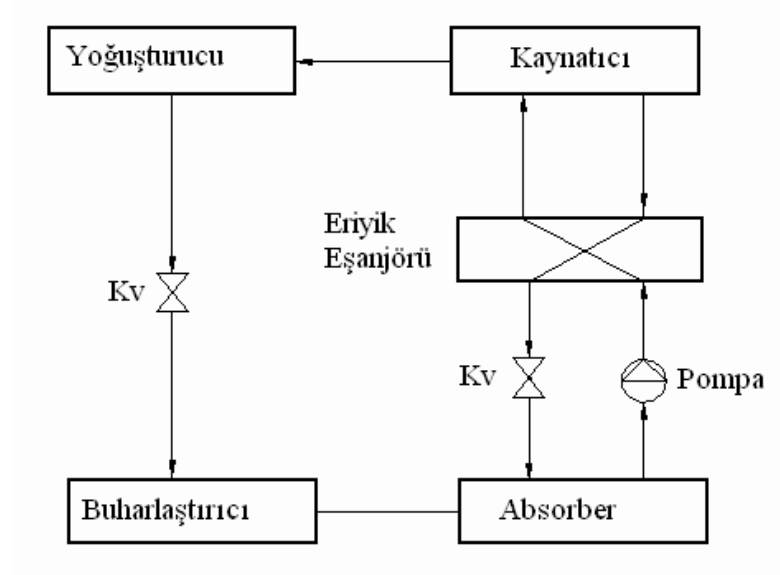 Yoğuşturucu
Kaynatıcı
Eriyik
Eşanjörü
Kv
Kv
Pompa
Buharlaştırıcı
Absorber